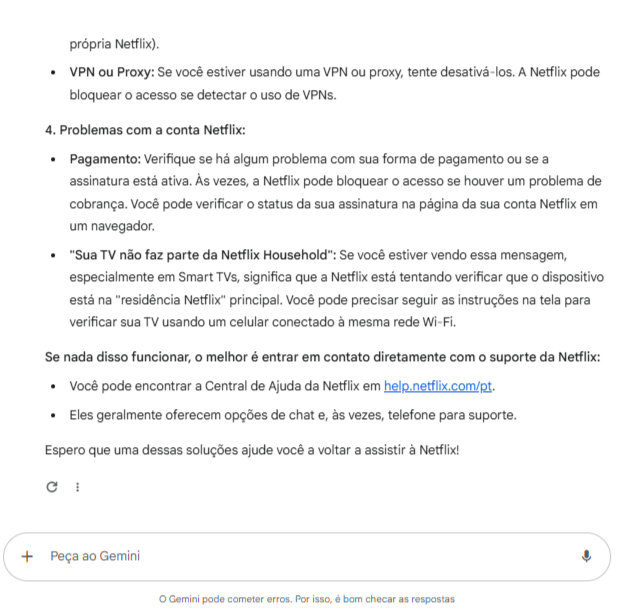 própria Netflix).
• VPN ou Proxy: Se você estiver usando uma VPN ou proxy, tente desativá-los. A Netflix pode
bloquear o acesso se detectar o uso de VPNs.
4. Problemas com a conta Netflix:
• Pagamento: Verifique se há algum problema com sua forma de pagamento ou se a
assinatura está ativa. Às vezes, a Netflix pode bloquear o acesso se houver um problema de
cobrança. Você pode verificar o status da sua assinatura na página da sua conta Netflix em
um navegador.
• "Sua TV não faz parte da Netflix Household": Se você estiver vendo essa mensagem,
especialmente em Smart TVs, significa que a Netflix está tentando verificar que o dispositivo
está na "residência Netflix" principal. Você pode precisar seguir as instruções na tela para
verificar sua TV usando um celular conectado à mesma rede Wi-Fi.
Se nada disso funcionar, o melhor é entrar em contato diretamente com o suporte da Netflix:
• Você pode encontrar a Central de Ajuda da Netflix em help.netflix.com/pt.
• Eles geralmente oferecem opções de chat e, às vezes, telefone para suporte.
Espero que uma dessas soluções ajude você a voltar a assistir à Netflix!
Peça ao Gemini
O Gemini pode cometer erros. Por isso, é bom checar as respostas